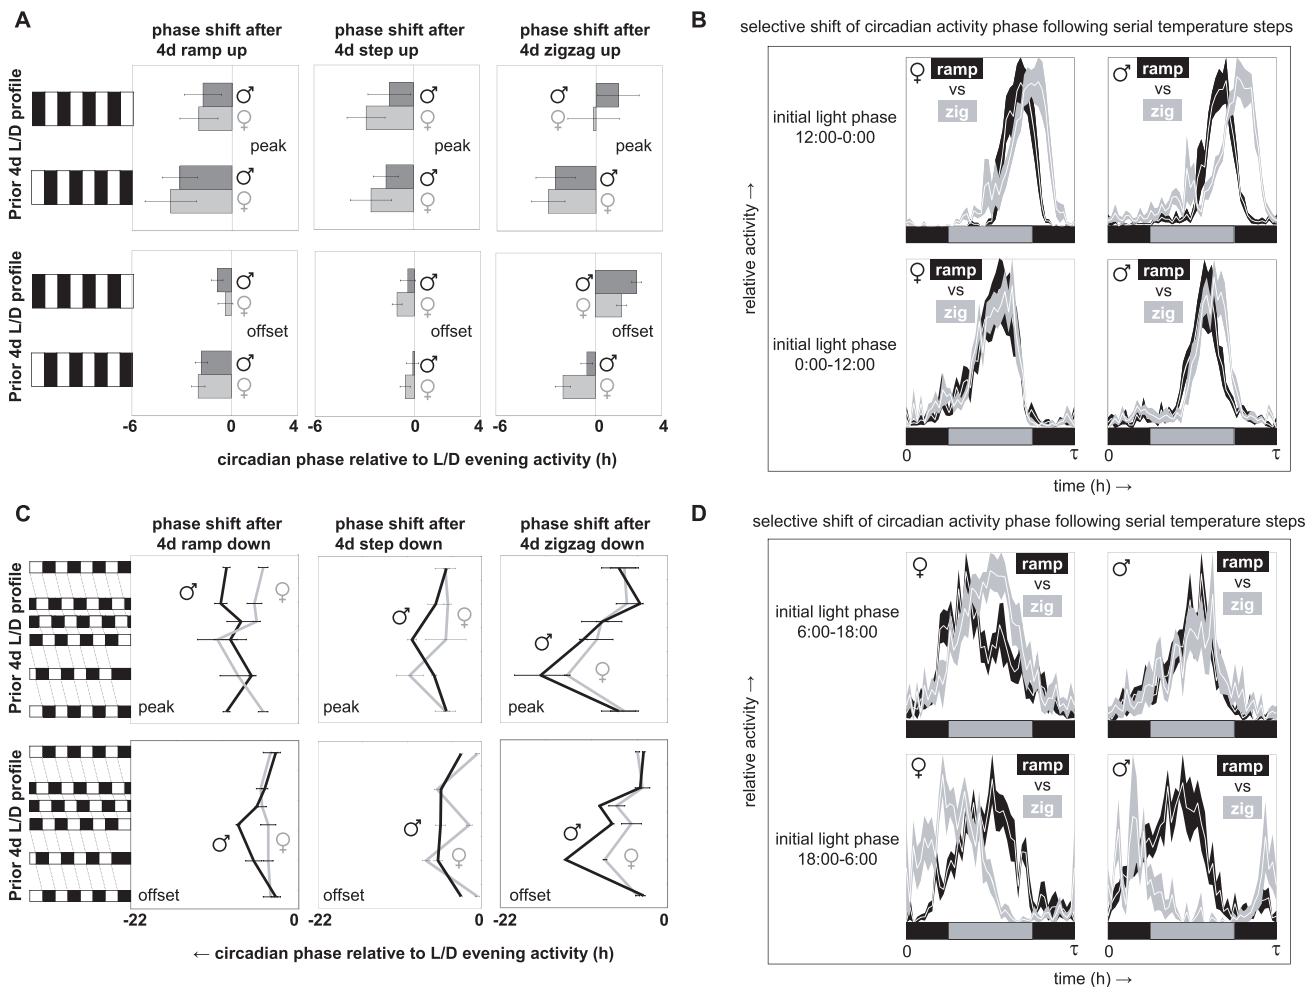 A
phase shift after
4d ramp up
phase shift after
4d step up
phase shift after
4d zigzag up
Prior 4d L/D profile
♂
♀
peak
♂
♀
♂
♀
peak
♂
♀
♂
♀
peak
♂
♀
Prior 4d L/D profile
♂
♀
offset
♂
♀
♂
♀
offset
♂
♀
♂
♀
offset
♂
♀
-6 0 4 -6 0 4 -6 0 4
circadian phase relative to L/D evening activity (h)
B
selective shift of circadian activity phase following serial temperature steps
relative activity →
initial light phase
12:00-0:00
♀ ramp
vs
zig
♂ ramp
vs
zig
initial light phase
0:00-12:00
♀ ramp
vs
zig
♂ ramp
vs
zig
0 τ 0 τ
time (h) →
C
phase shift after
4d ramp down
phase shift after
4d step down
phase shift after
4d zigzag down
Prior 4d L/D profile
♂ ♀
peak
♂ ♀
peak
♂ ♀
peak
Prior 4d L/D profile
♂ ♀
offset
♂ ♀
offset
♂ ♀
offset
-22 0 -22 0 -22 0
← circadian phase relative to L/D evening activity (h)
D
selective shift of circadian activity phase following serial temperature steps
relative activity →
initial light phase
6:00-18:00
♀ ramp
vs
zig
♂ ramp
vs
zig
initial light phase
18:00-6:00
♀ ramp
vs
zig
♂ ramp
vs
zig
0 τ 0 τ
time (h) →